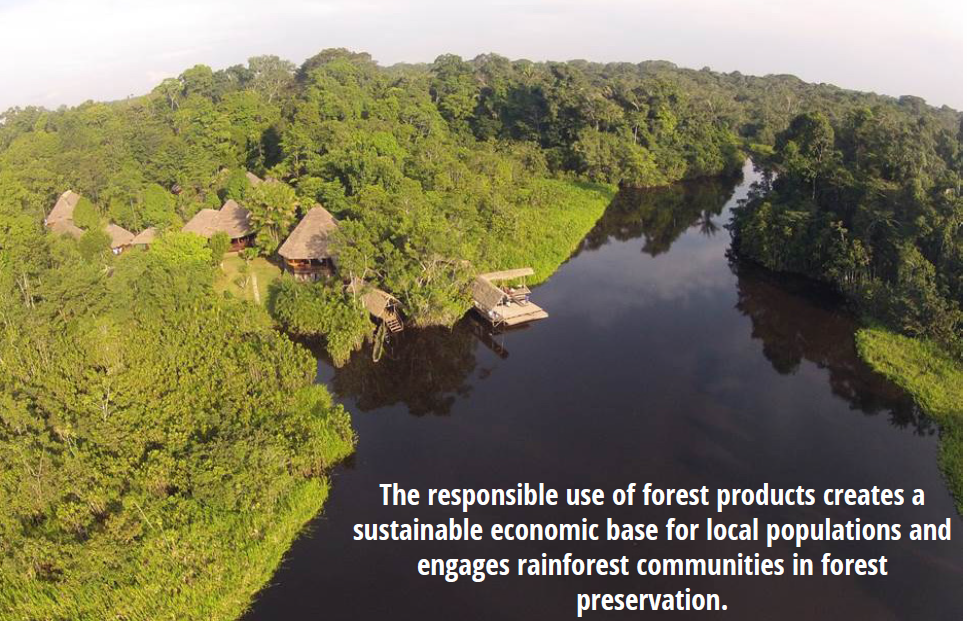 The responsible use of forest products creates a
sustainable economic base for local populations and
engages rainforest communities in forest
preservation.